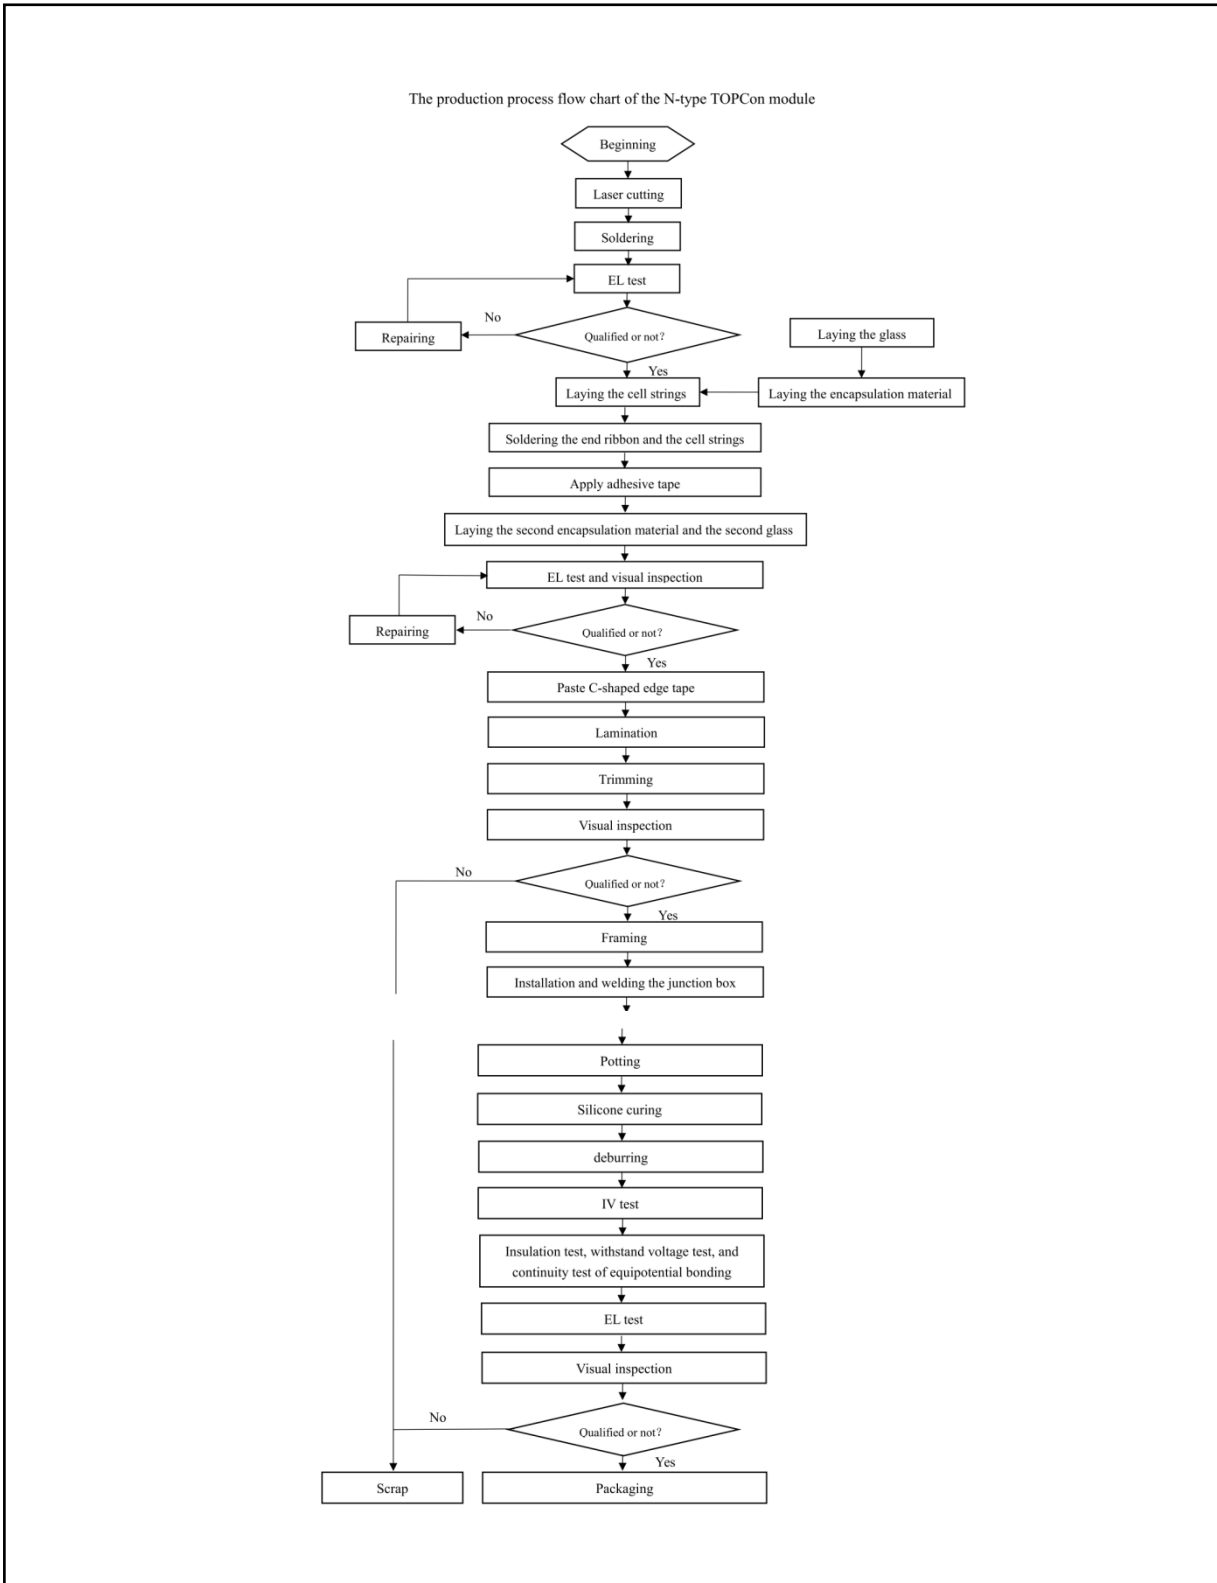 The production process flow chart of the N-type TOPCon module
Beginning
Laser cutting
Soldering
EL test
No
Qualified or not?
Repairing
Laying the glass
Yes
Laying the cell strings
Laying the encapsulation material
Soldering the end ribbon and the cell strings
Apply adhesive tape
Laying the second encapsulation material and the second glass
EL test and visual inspection
No
Repairing
Qualified or not?
Yes
Paste C-shaped edge tape
Lamination
Trimming
Visual inspection
No
Qualified or not?
Yes
Framing
Installation and welding the junction box
Potting
Silicone curing
deburring
IV test
Insulation test, withstand voltage test, and
continuity test of equipotential bonding
EL test
Visual inspection
No
Qualified or not?
Yes
Scrap
Packaging